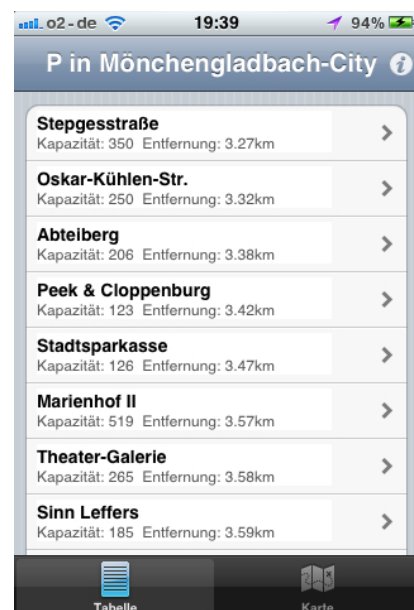 o2-de 19:39 94%
P in Mönchengladbach-City
Stepgesstraße
Kapazität: 350 Entfernung: 3.27km
Oskar-Kühlen-Str.
Kapazität: 250 Entfernung: 3.32km
Abteiberg
Kapazität: 206 Entfernung: 3.38km
Peek & Cloppenburg
Kapazität: 123 Entfernung: 3.42km
Stadtsparkasse
Kapazität: 126 Entfernung: 3.47km
Marienhof II
Kapazität: 519 Entfernung: 3.57km
Theater-Galerie
Kapazität: 265 Entfernung: 3.58km
Sinn Leffers
Kapazität: 185 Entfernung: 3.59km
Tabelle Karte